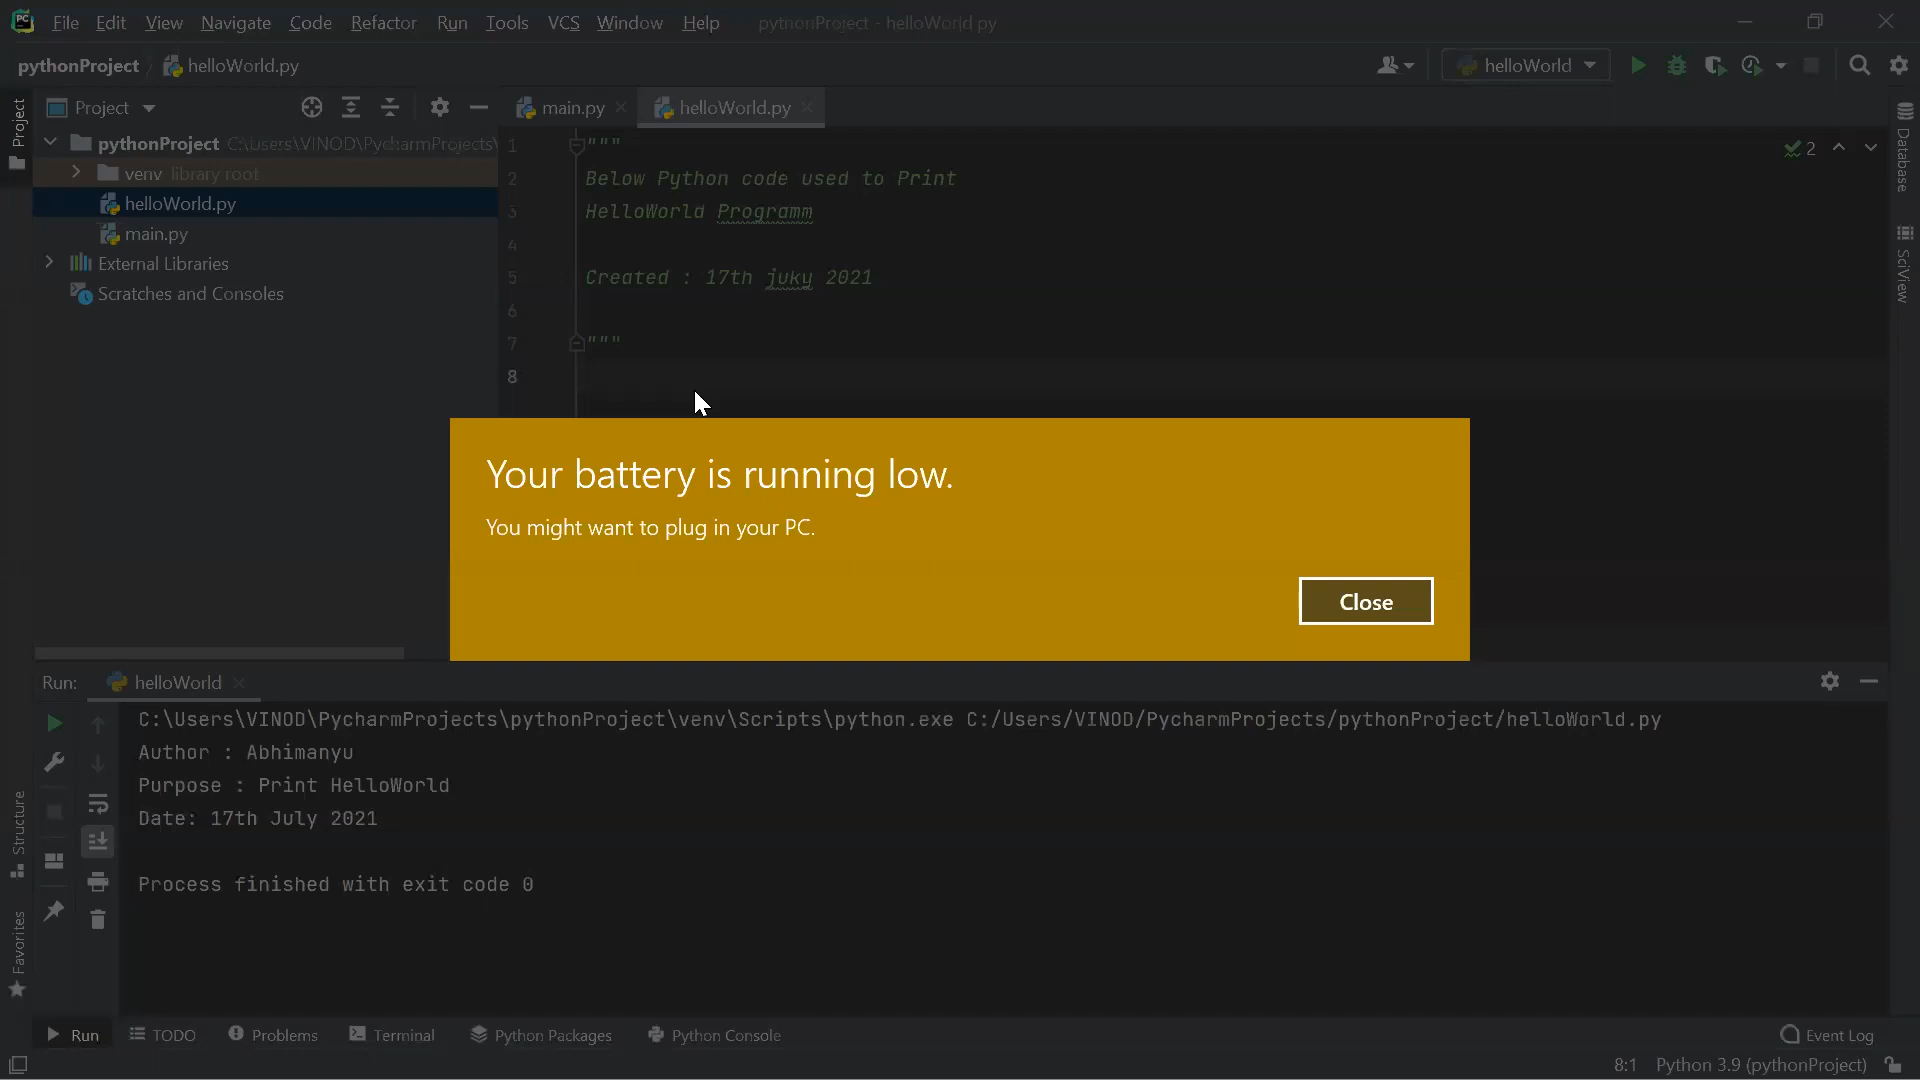 File Edit View Navigate Code Refactor Run Tools VCS Window Help pythonProject - helloWorld.py
pythonProject helloWorld.py
helloWorld
Project
Project
main.py
helloWorld.py
pythonProject C:\Users\VINOD\PycharmProjects\
venv library root
helloWorld.py
main.py
External Libraries
Scratches and Consoles
1 """
2 Below Python code used to Print
3 HelloWorld Programm
4
5 Created : 17th juky 2021
6
7 """
8
2
Database
SciView
Your battery is running low.
You might want to plug in your PC.
Close
Run: helloWorld
C:\Users\VINOD\PycharmProjects\pythonProject\venv\Scripts\python.exe C:/Users/VINOD/PycharmProjects/pythonProject/helloWorld.py
Author : Abhimanyu
Purpose : Print HelloWorld
Date: 17th July 2021
Process finished with exit code 0
Structure
Favorites
Run TODO Problems Terminal Python Packages Python Console Event Log
8:1 Python 3.9 (pythonProject)